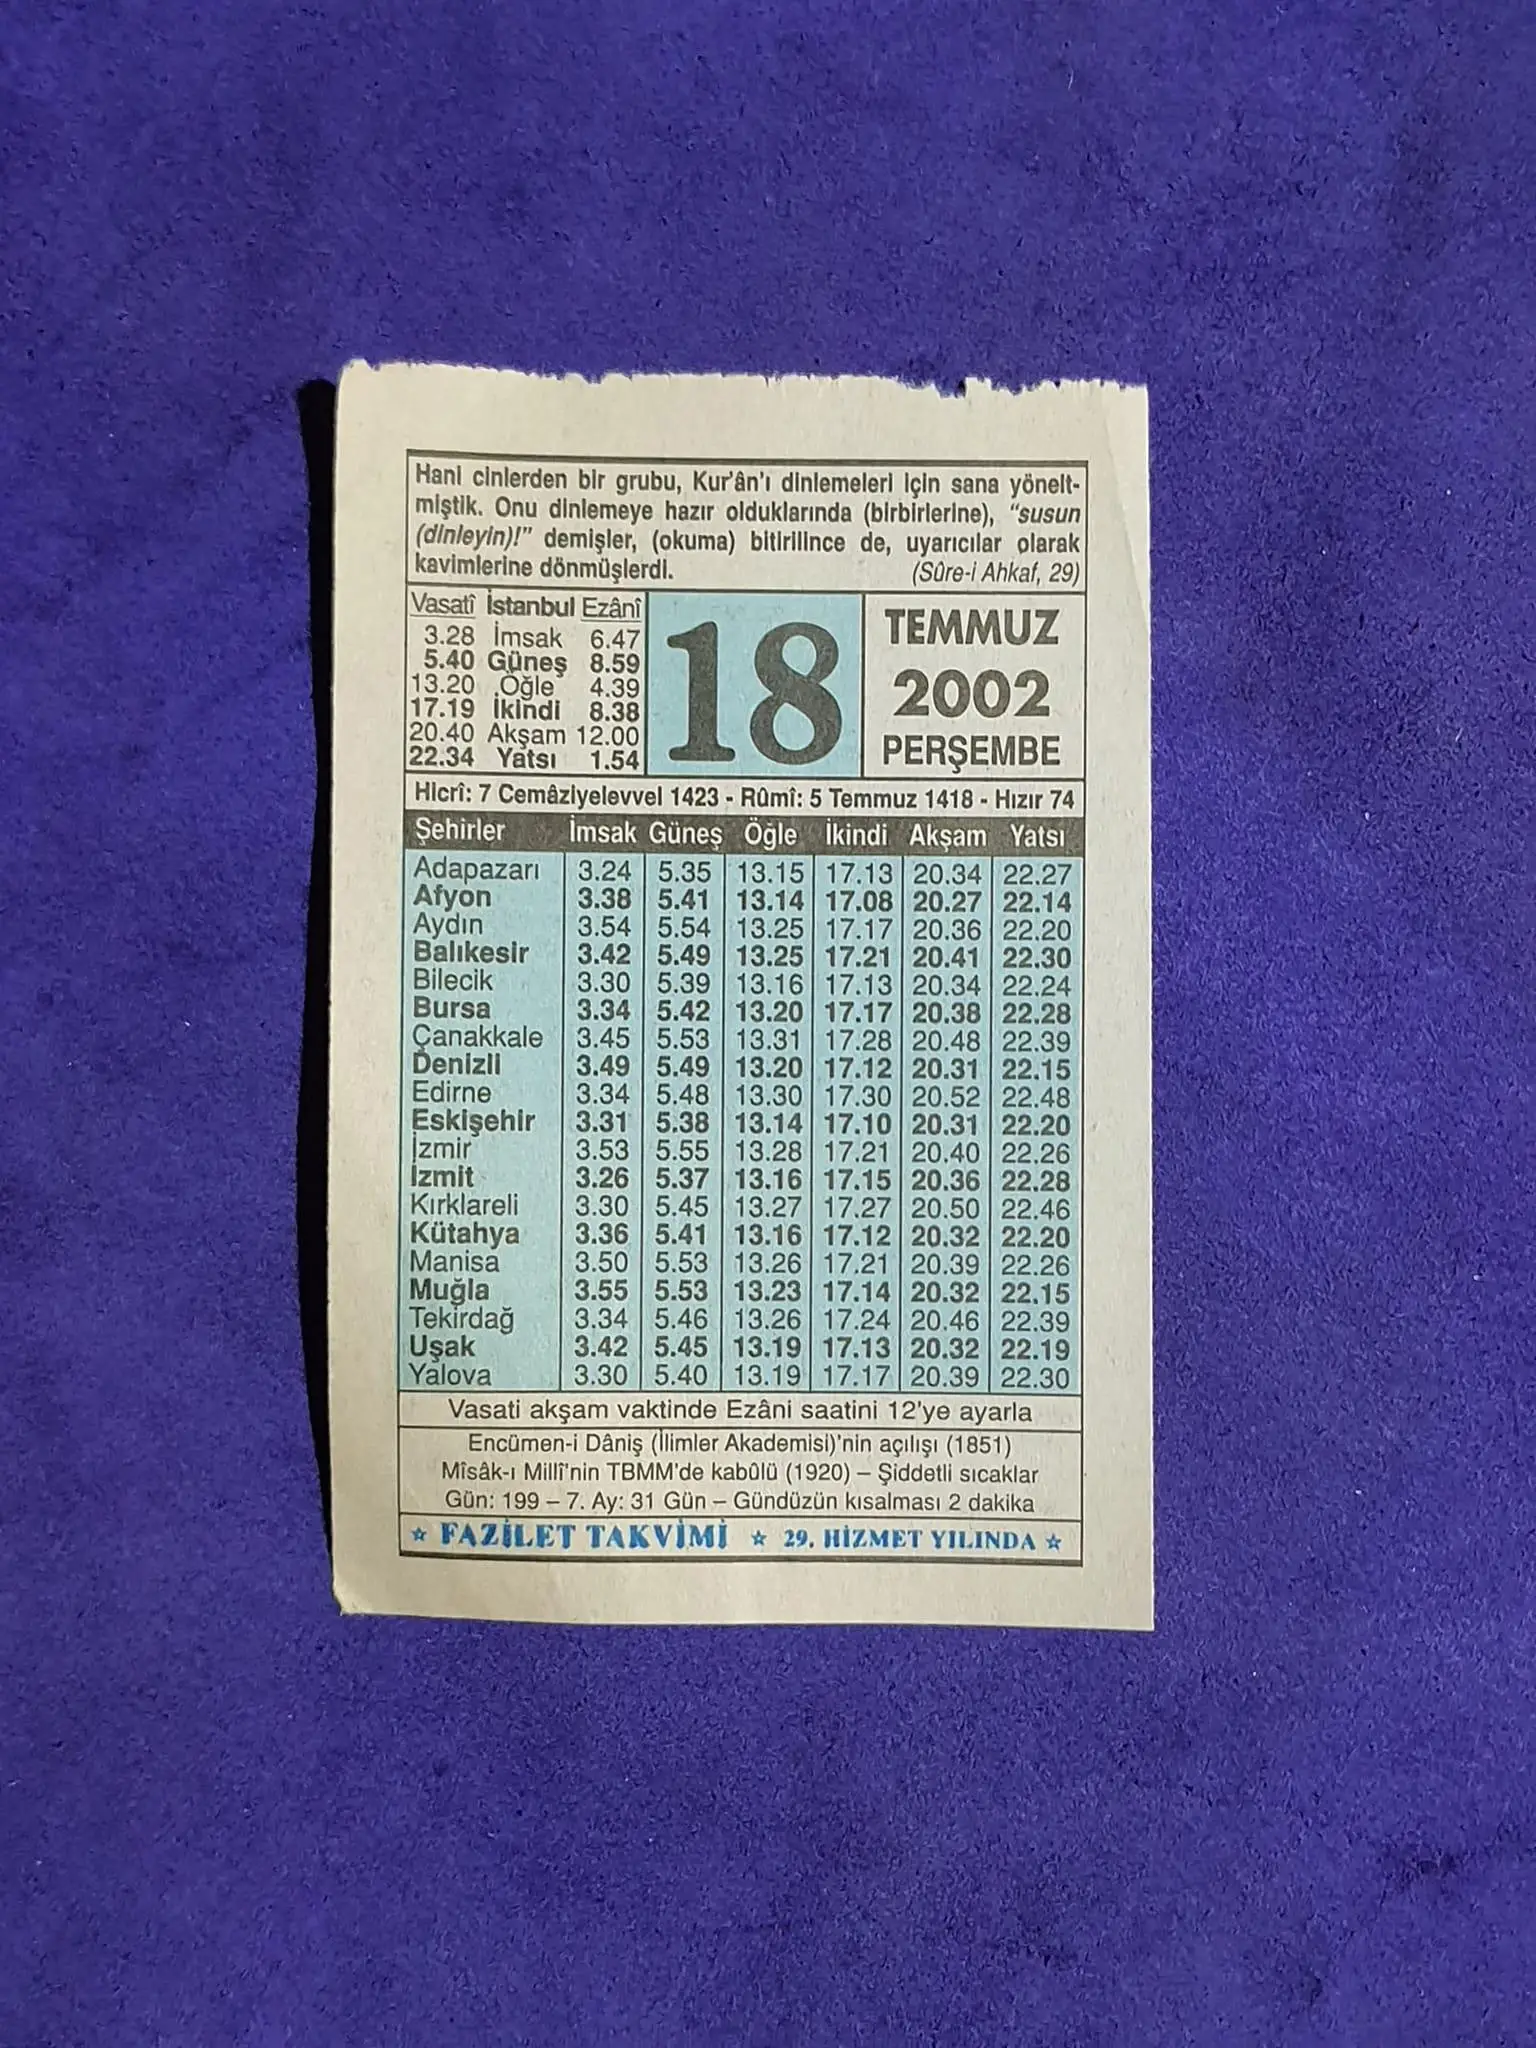 Hani cinlerden bir grubu, Kur'ân'ı dinlemeleri için sana yönelt-
miştik. Onu dinlemeye hazır olduklarında (birbirlerine), “susun
(dinleyin)!” demişler, (okuma) bitirilince de, uyarıcılar olarak
kavimlerine dönmüşlerdi. (Sûre-i Ahkaf, 29)
Vasatî İstanbul Ezânî
3.28 İmsak 6.47
5.40 Güneş 8.59
13.20 Öğle 4.39
17.19 İkindi 8.38
20.40 Akşam 12.00
22.34 Yatsı 1.54
18
TEMMUZ
2002
PERŞEMBE
Hicrî: 7 Cemâziyelevvel 1423 - Rûmî: 5 Temmuz 1418 - Hızır 74
Şehirler İmsak Güneş Öğle İkindi Akşam Yatsı
Adapazarı 3.24 5.35 13.15 17.13 20.34 22.27
Afyon 3.38 5.41 13.14 17.08 20.27 22.14
Aydın 3.54 5.54 13.25 17.17 20.36 22.20
Balıkesir 3.42 5.49 13.25 17.21 20.41 22.30
Bilecik 3.30 5.39 13.16 17.13 20.34 22.24
Bursa 3.34 5.42 13.20 17.17 20.38 22.28
Çanakkale 3.45 5.53 13.31 17.28 20.48 22.39
Denizli 3.49 5.49 13.20 17.12 20.31 22.15
Edirne 3.34 5.48 13.30 17.30 20.52 22.48
Eskişehir 3.31 5.38 13.14 17.10 20.31 22.20
İzmir 3.53 5.55 13.28 17.21 20.40 22.26
İzmit 3.26 5.37 13.16 17.15 20.36 22.28
Kırklareli 3.30 5.45 13.27 17.27 20.50 22.46
Kütahya 3.36 5.41 13.16 17.12 20.32 22.20
Manisa 3.50 5.53 13.26 17.21 20.39 22.26
Muğla 3.55 5.53 13.23 17.14 20.32 22.15
Tekirdağ 3.34 5.46 13.26 17.24 20.46 22.39
Uşak 3.42 5.45 13.19 17.13 20.32 22.19
Yalova 3.30 5.40 13.19 17.17 20.39 22.30
Vasati akşam vaktinde Ezâni saatini 12'ye ayarla
Encümen-i Dâniş (İlimler Akademisi)'nin açılışı (1851)
Mîsâk-ı Millî'nin TBMM'de kabûlü (1920) – Şiddetli sıcaklar
Gün: 199 – 7. Ay: 31 Gün – Gündüzün kısalması 2 dakika
☆ FAZİLET TAKVİMİ ☆ 29. HİZMET YILINDA ☆